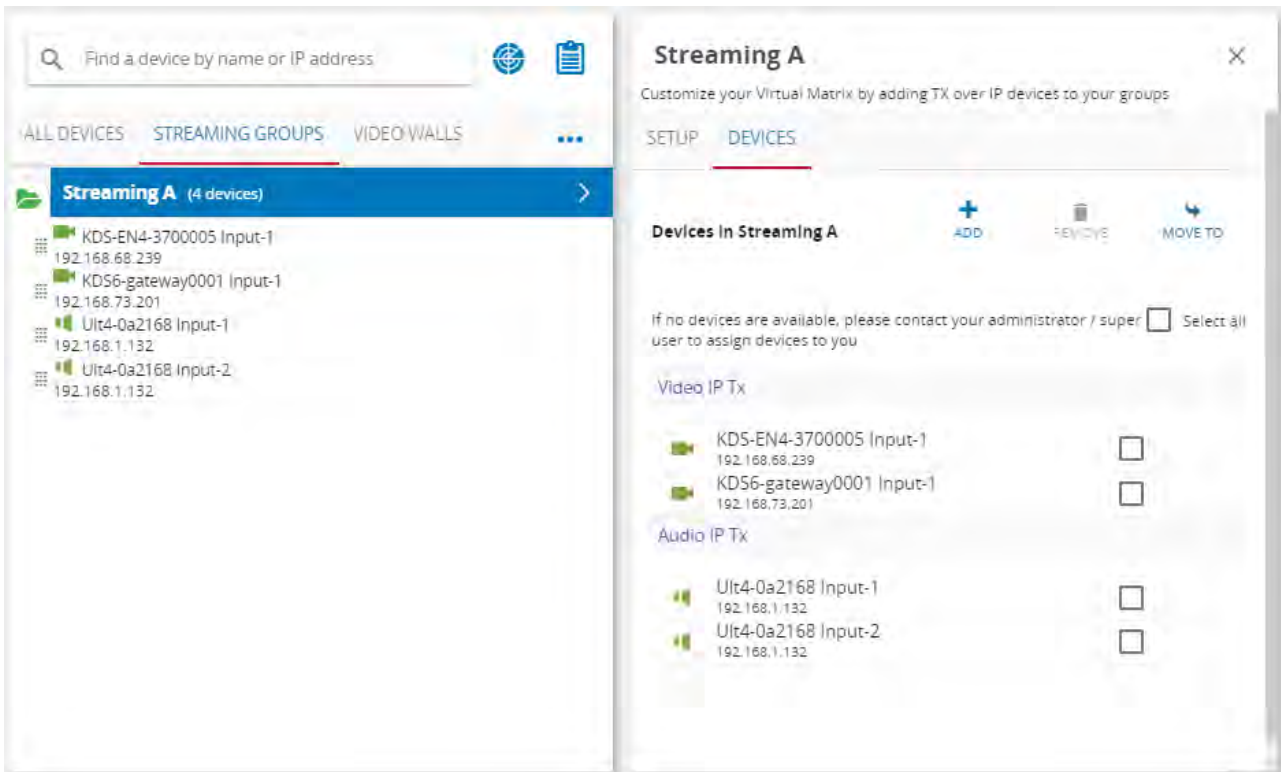 Find a device by name or IP address
ALL DEVICES STREAMING GROUPS VIDEO WALLS
Streaming A (4 devices)
KDS-EN4-3700005 Input-1
192.168.68.239
KDS6-gateway0001 Input-1
192.168.73.201
Ult4-0a2168 Input-1
192.168.1.132
Ult4-0a2168 Input-2
192.168.1.132
Streaming A
Customize your Virtual Matrix by adding TX over IP devices to your groups
SETUP DEVICES
Devices in Streaming A
ADD REMOVE MOVE TO
If no devices are available, please contact your administrator / super
user to assign devices to you
Select all
Video IP Tx
KDS-EN4-3700005 Input-1
192.168.68.239
KDS6-gateway0001 Input-1
192.168.73.201
Audio IP Tx
Ult4-0a2168 Input-1
192.168.1.132
Ult4-0a2168 Input-2
192.168.1.132